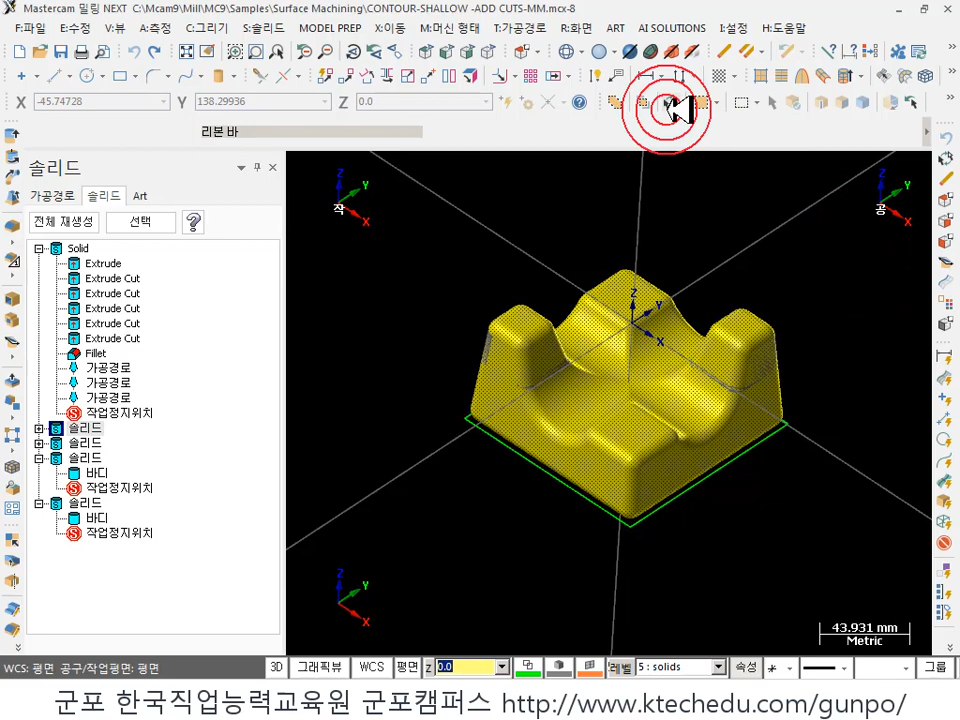 Mastercam 밀링 NEXT C:\Mcam9\Mill\MC9\Samples\Surface Machining\CONTOUR-SHALLOW -ADD CUTS-MM.mcx-8
F:파일 E:수정 V:뷰 A:측정 C:그리기 S:솔리드 MODEL PREP X:이동 M:머신 형태 T:가공경로 R:화면 ART AI SOLUTIONS I:설정 H:도움말
X -45.74728 Y 138.29936 Z 0.0
리본 바
솔리드
가공경로 솔리드 Art
전체 재생성 선택
Solid
Extrude
Extrude Cut
Extrude Cut
Extrude Cut
Extrude Cut
Extrude Cut
Fillet
가공경로
가공경로
가공경로
작업정지위치
솔리드
솔리드
솔리드
바디
작업정지위치
솔리드
바디
작업정지위치
Z Y X 작
Z Y X 공
Z Y X
Z Y X
43.931 mm
Metric
WCS: 평면 공구/작업평면: 평면 3D 그래픽뷰 WCS 평면 Z 0.0 레벨 5 : solids 속성 그룹
군포 한국직업능력교육원 군포캠퍼스 http://www.ktechedu.com/gunpo/